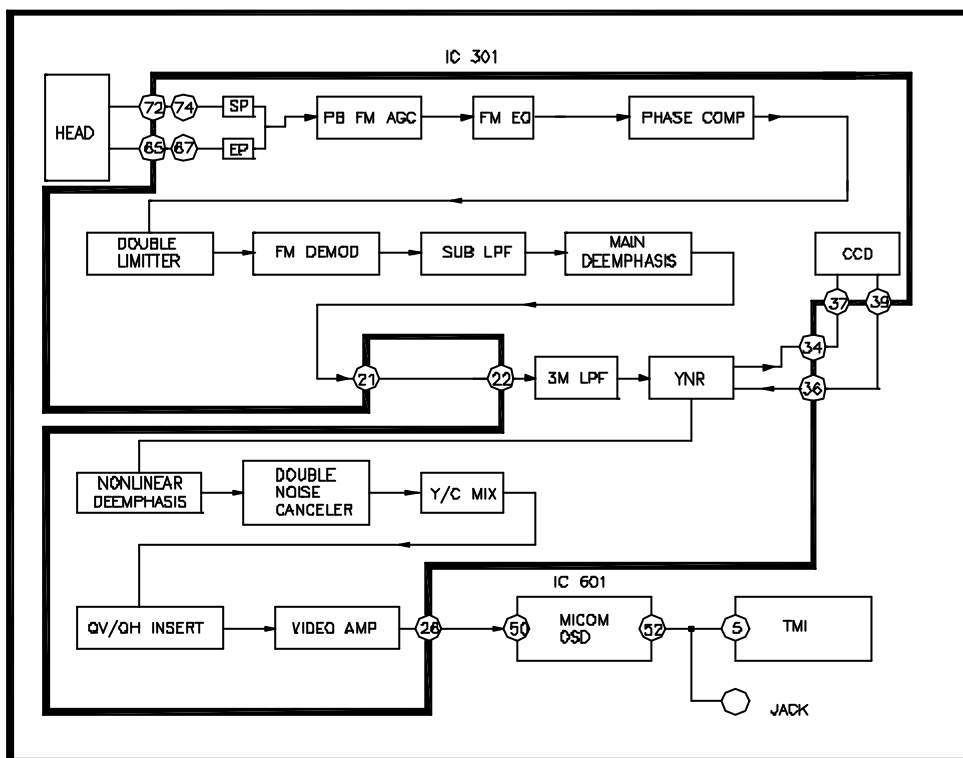 IC 301
HEAD
72
74
SP
65
67
EP
PB FM AGC
FM EQ
PHASE COMP
DOUBLE
LIMITTER
FM DEMOD
SUB LPF
MAIN
DEEMPHASIS
CCD
37
39
34
36
21
22
3M LPF
YNR
NONLINEAR
DEEMPHASIS
DOUBLE
NOISE
CANCELER
Y/C MIX
QV/QH INSERT
VIDEO AMP
28
IC 601
50
MICOM
OSD
52
5
TMI
JACK